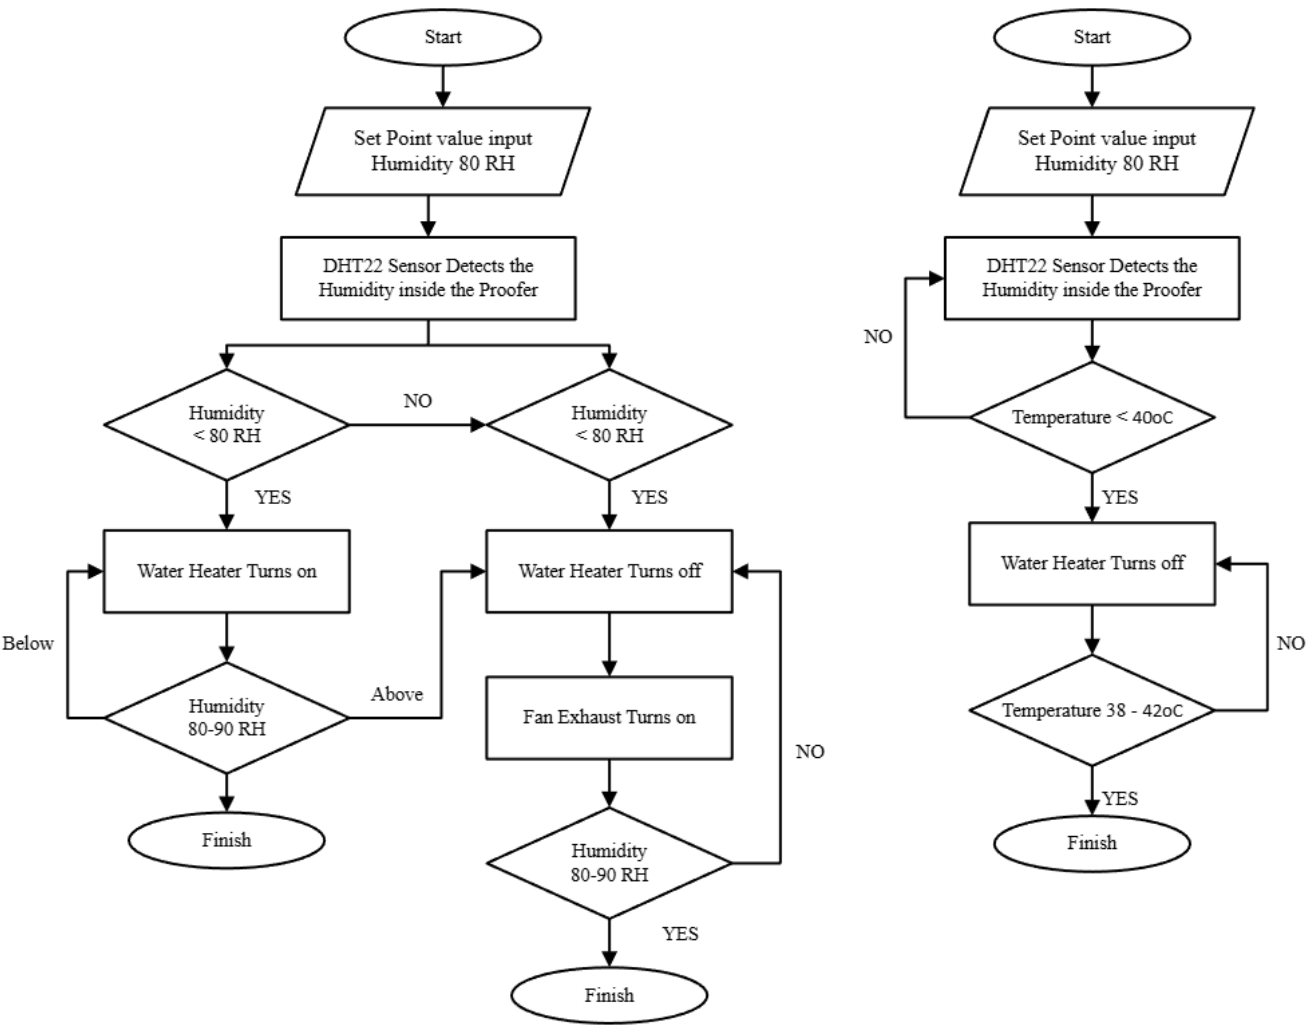 Start
Set Point value input
Humidity 80 RH
DHT22 Sensor Detects the
Humidity inside the Proofer
Humidity
< 80 RH
NO
Humidity
< 80 RH
YES
YES
Water Heater Turns on
Water Heater Turns off
Below
Humidity
80-90 RH
Above
Fan Exhaust Turns on
NO
Finish
Humidity
80-90 RH
YES
Finish
Start
Set Point value input
Humidity 80 RH
DHT22 Sensor Detects the
Humidity inside the Proofer
NO
Temperature < 40oC
YES
Water Heater Turns off
NO
Temperature 38 - 42oC
YES
Finish